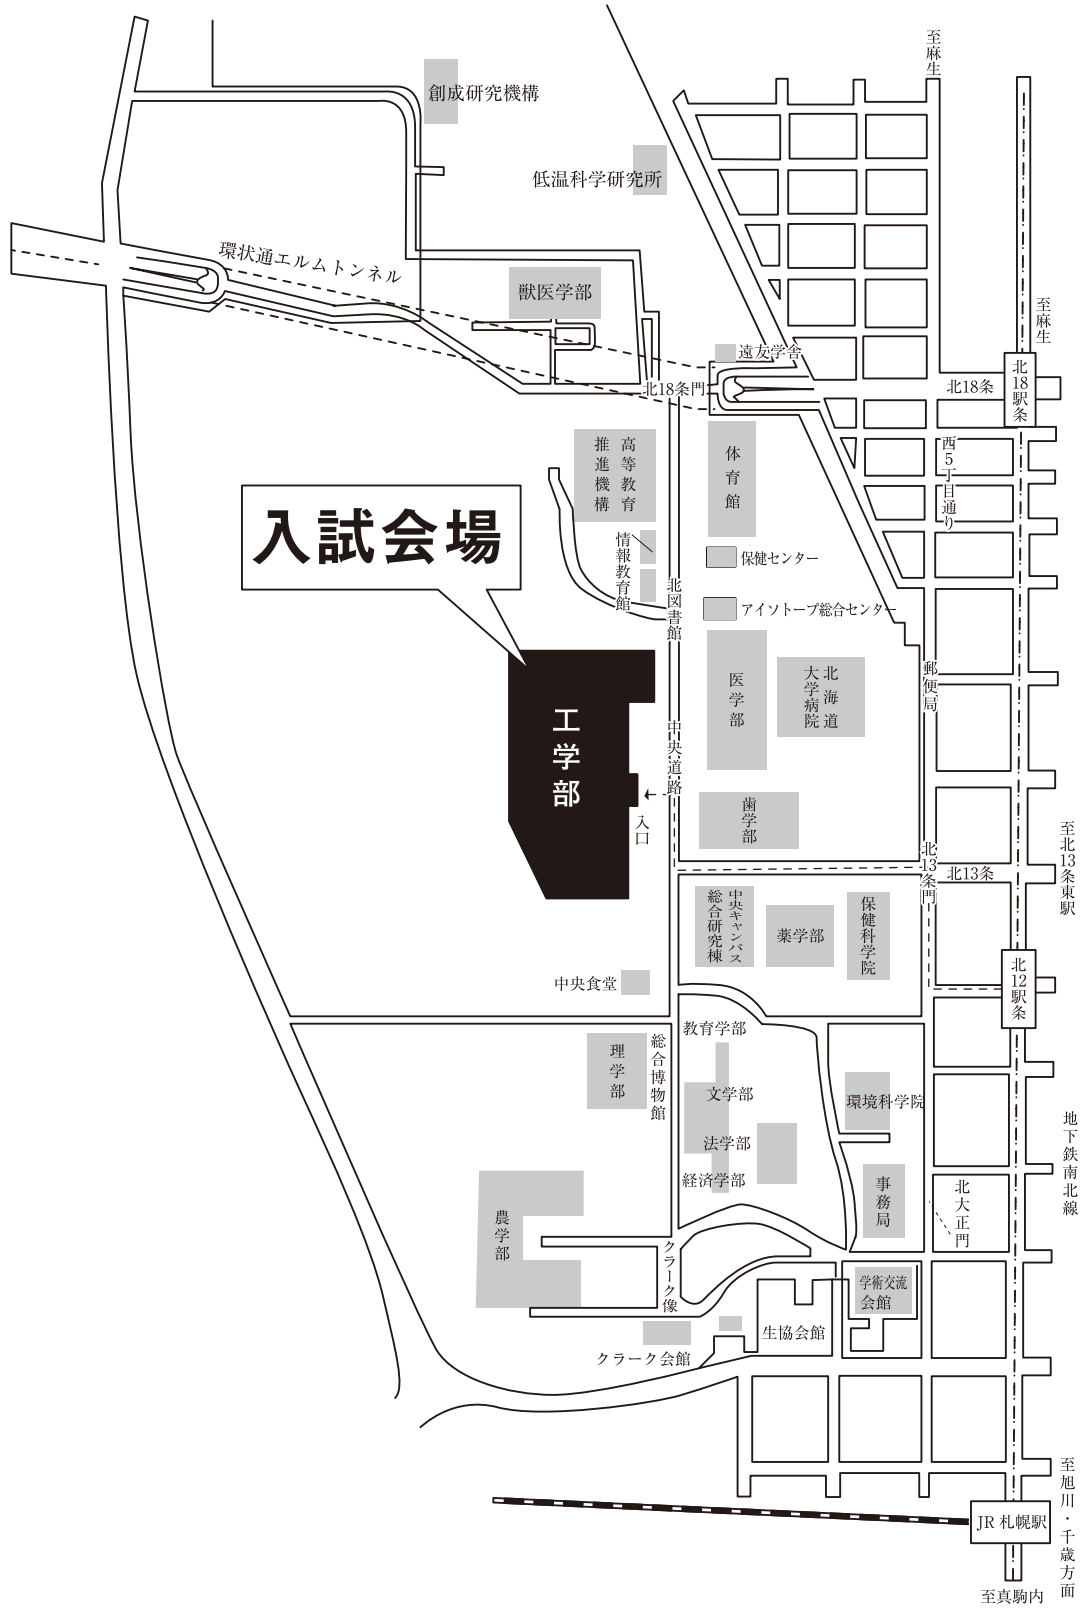 至麻生
創成研究機構
低温科学研究所
環状通エルムトンネル
獣医学部
至麻生
遠友学舎
北18条門
北18条
北18条駅
高等教育
推進機構
体育館
西5丁目通り
入試会場
情報教育館
保健センター
北図書館
アイソトープ総合センター
医学部
北海道
大学病院
郵便局
工学部
中央道路
入口
歯学部
至北13条東駅
北13条門
北13条
中央キャンパス
総合研究棟
薬学部
保健科学院
中央食堂
北12条駅
教育学部
理学部
総合博物館
文学部
環境科学院
法学部
経済学部
地下鉄南北線
事務局
北大正門
農学部
クラーク像
学術交流
会館
生協会館
クラーク会館
至旭川・千歳方面
JR 札幌駅
至真駒内